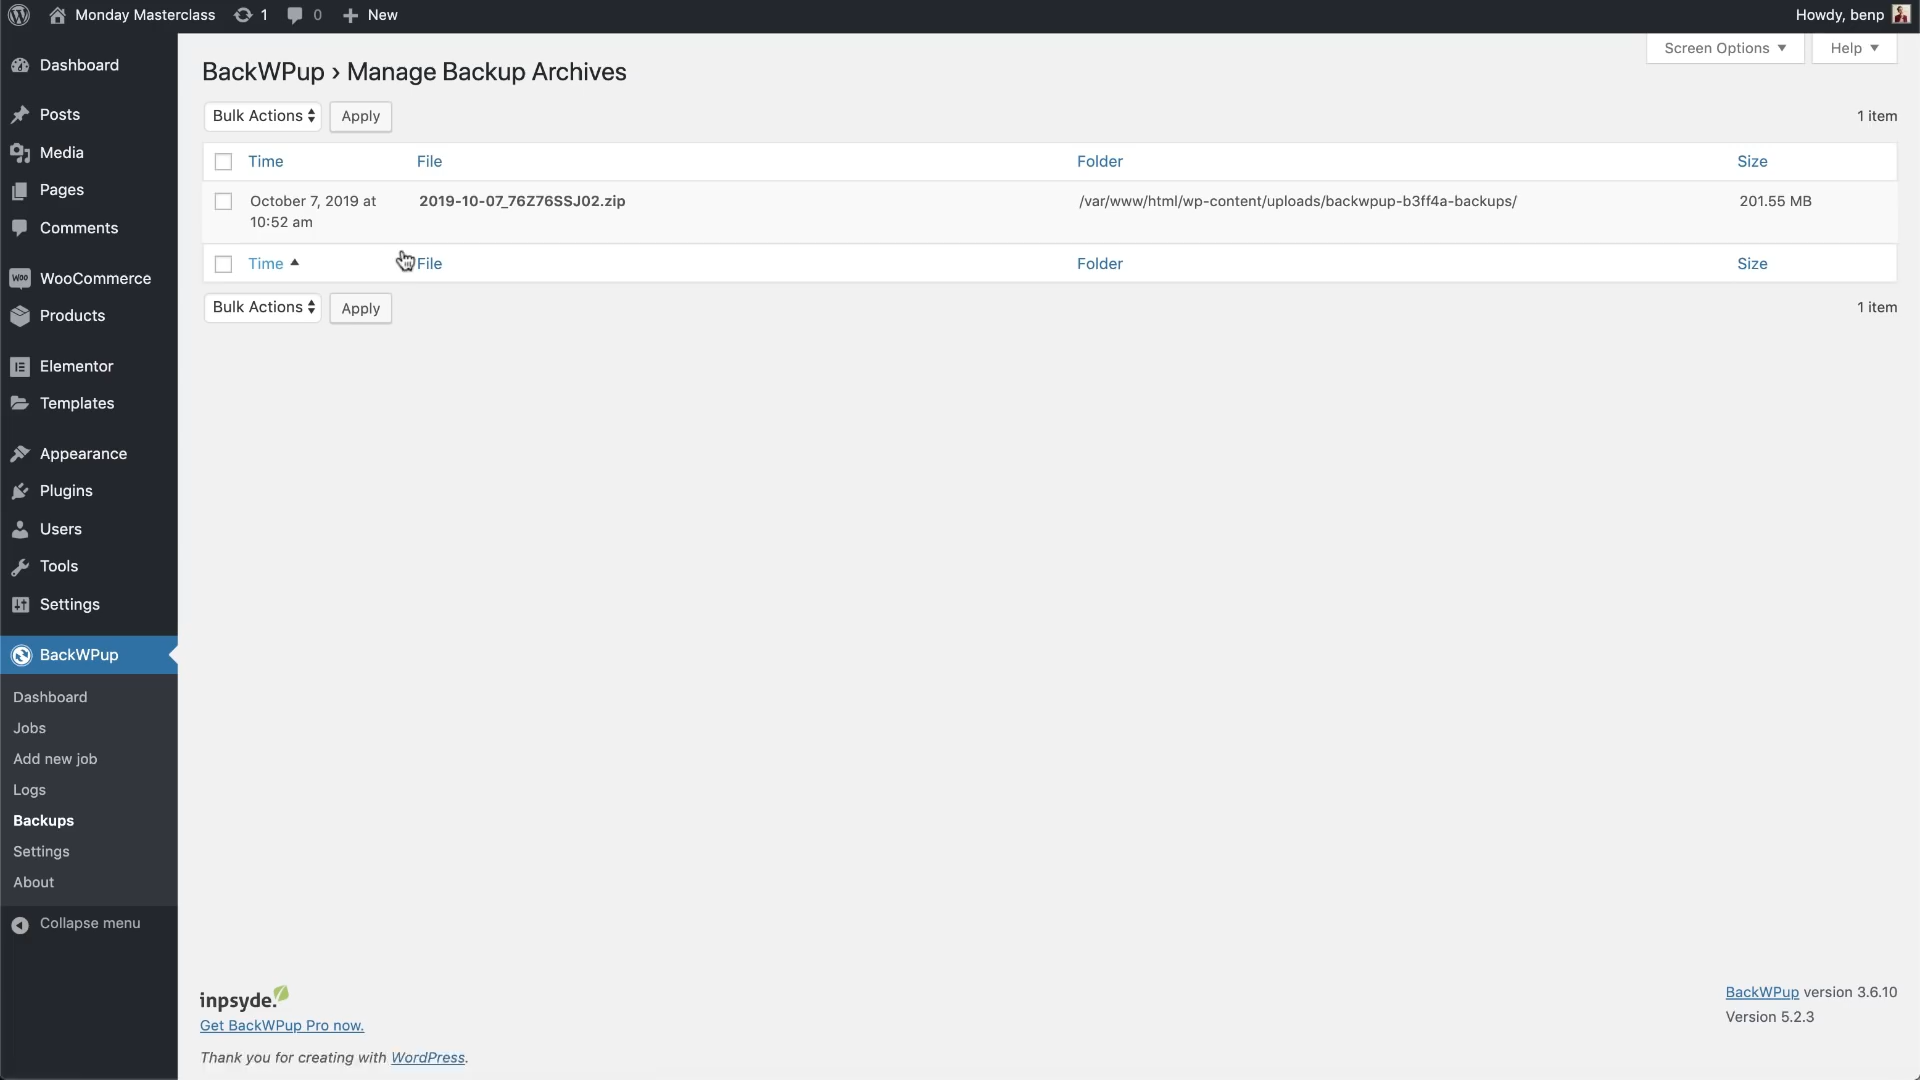 Monday Masterclass 1 0 New Howdy, benp
Screen Options Help
Dashboard
Posts
Media
Pages
Comments
WooCommerce
Products
Elementor
Templates
Appearance
Plugins
Users
Tools
Settings
BackWPup
Dashboard
Jobs
Add new job
Logs
Backups
Settings
About
Collapse menu
BackWPup › Manage Backup Archives
Bulk Actions Apply 1 item
Time File Folder Size
October 7, 2019 at 2019-10-07_76Z76SSJ02.zip /var/www/html/wp-content/uploads/backwpup-b3ff4a-backups/ 201.55 MB
10:52 am
Time File Folder Size
Bulk Actions Apply 1 item
inpsyde.
Get BackWPup Pro now.
Thank you for creating with WordPress.
BackWPup version 3.6.10
Version 5.2.3